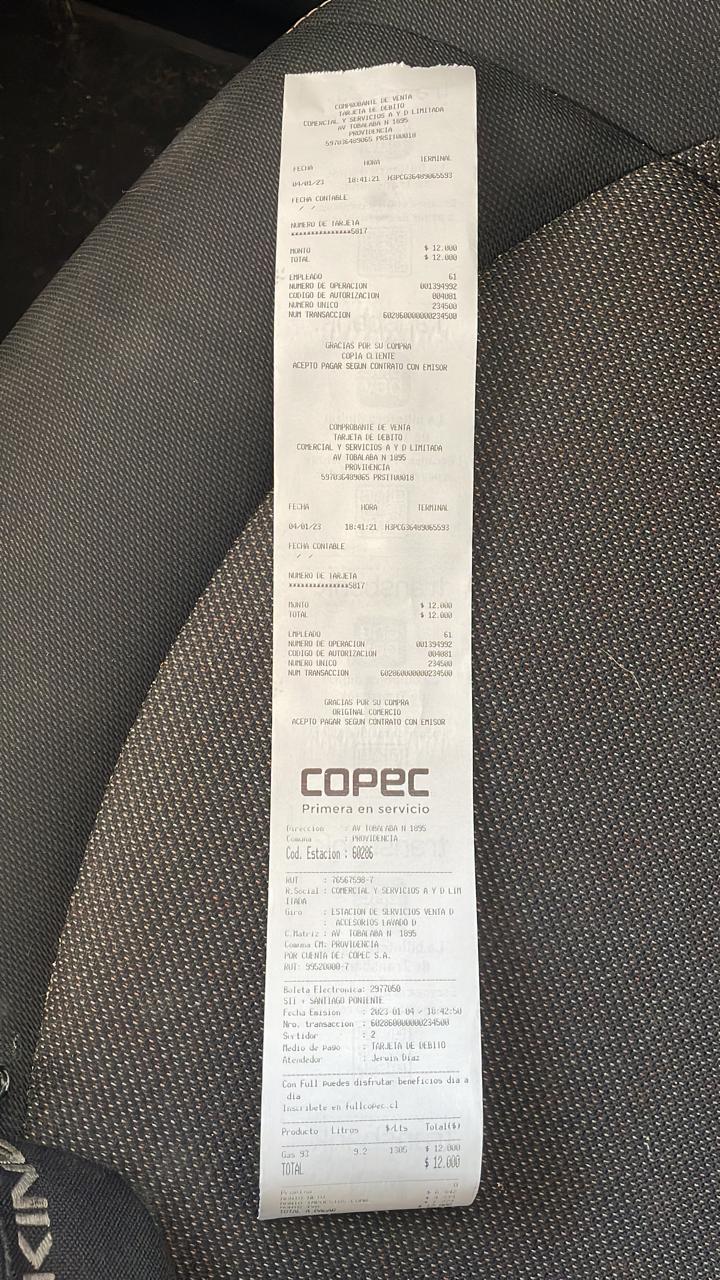 COMPROBANTE DE VENTA
TARJETA DE DEBITO
COMERCIAL Y SERVICIOS A Y D LIMITADA
AV TOBALABA N 1895
PROVIDENCIA
597036489065 PRSIT00018
FECHA HORA TERMINAL
04/01/23 18:41:21 H3PCG36489065593
FECHA CONTABLE
/ /
NUMERO DE TARJETA
***************5817
MONTO $ 12.000
TOTAL $ 12.000
EMPLEADO 61
NUMERO DE OPERACION 001394992
CODIGO DE AUTORIZACION 004081
NUMERO UNICO 234500
NUM TRANSACCION 602860000000234500
GRACIAS POR SU COMPRA
COPIA CLIENTE
ACEPTO PAGAR SEGUN CONTRATO CON EMISOR
COMPROBANTE DE VENTA
TARJETA DE DEBITO
COMERCIAL Y SERVICIOS A Y D LIMITADA
AV TOBALABA N 1895
PROVIDENCIA
597036489065 PRSIT00018
FECHA HORA TERMINAL
04/01/23 18:41:21 H3PCG36489065593
FECHA CONTABLE
/ /
NUMERO DE TARJETA
***************5817
MONTO $ 12.000
TOTAL $ 12.000
EMPLEADO 61
NUMERO DE OPERACION 001394992
CODIGO DE AUTORIZACION 004081
NUMERO UNICO 234500
NUM TRANSACCION 602860000000234500
GRACIAS POR SU COMPRA
ORIGINAL COMERCIO
ACEPTO PAGAR SEGUN CONTRATO CON EMISOR
COPEC
Primera en servicio
Direccion : AV TOBALABA N 1895
Comuna : PROVIDENCIA
Cod. Estacion : 60286
RUT : 76567598-7
R.Social : COMERCIAL Y SERVICIOS A Y D LIM
ITADA
Giro : ESTACION DE SERVICIOS VENTA D
: ACCESORIOS LAVADO D
C.Matriz : AV TOBALABA N 1895
Comuna CM: PROVIDENCIA
POR CUENTA DE: COPEC S.A.
RUT: 99520000-7
Boleta Electronica: 2977050
SII - SANTIAGO PONIENTE
Fecha Emision : 2023-01-04 - 18:42:50
Nro. transaccion : 602860000000234500
Surtidor : 2
Medio de pago : TARJETA DE DEBITO
Atendedor : Jerwin Diaz
Con Full puedes disfrutar beneficios dia a
dia
Inscribete en fullcopec.cl
Producto Litros $/Lts Total($)
Gas 93 9.2 1305 $ 12.000
TOTAL $ 12.000
Propina 0
TOTAL A PAGAR
KING